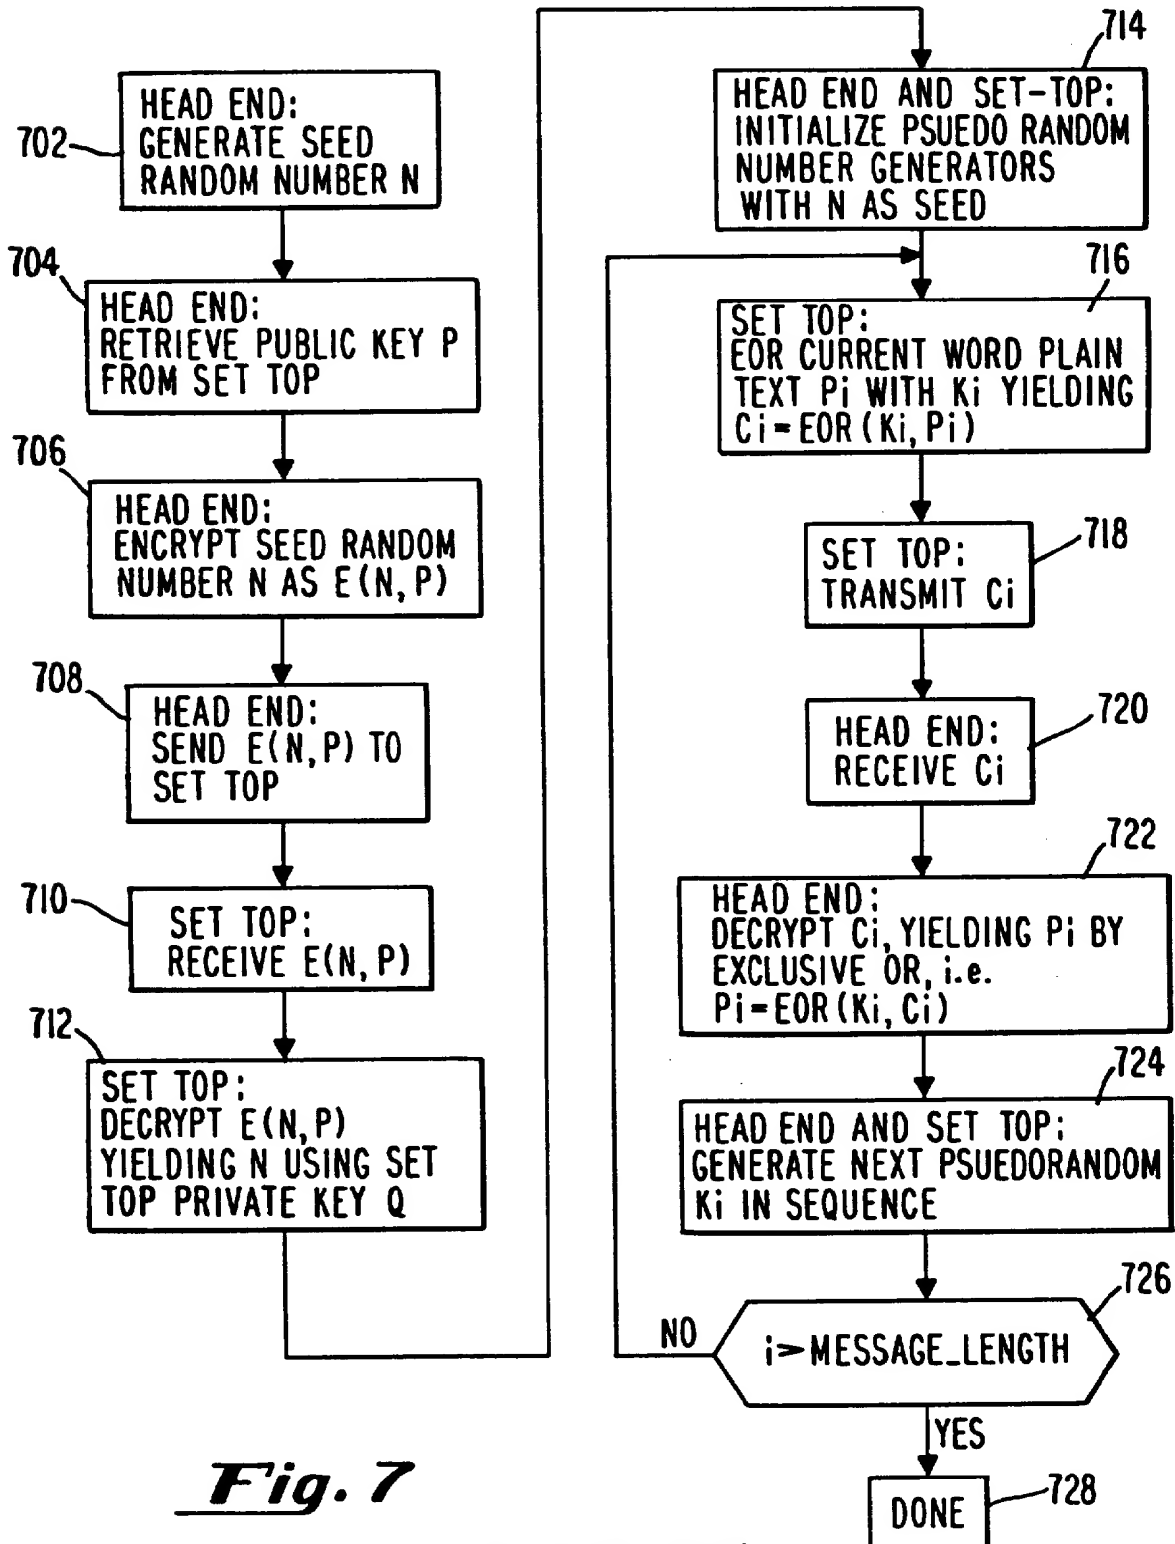 702
HEAD END:
GENERATE SEED
RANDOM NUMBER N
704
HEAD END:
RETRIEVE PUBLIC KEY P
FROM SET TOP
706
HEAD END:
ENCRYPT SEED RANDOM
NUMBER N AS E(N,P)
708
HEAD END:
SEND E(N,P) TO
SET TOP
710
SET TOP:
RECEIVE E(N,P)
712
SET TOP:
DECRYPT E(N,P)
YIELDING N USING SET
TOP PRIVATE KEY Q
714
HEAD END AND SET-TOP:
INITIALIZE PSUEDO RANDOM
NUMBER GENERATORS
WITH N AS SEED
716
SET TOP:
EOR CURRENT WORD PLAIN
TEXT Pi WITH Ki YIELDING
Ci=EOR(Ki,Pi)
718
SET TOP:
TRANSMIT Ci
720
HEAD END:
RECEIVE Ci
722
HEAD END:
DECRYPT Ci, YIELDING Pi BY
EXCLUSIVE OR, i.e.
Pi=EOR(Ki,Ci)
724
HEAD END AND SET TOP:
GENERATE NEXT PSUEDORANDOM
Ki IN SEQUENCE
726
i>MESSAGE_LENGTH
NO
YES
728
DONE
Fig. 7